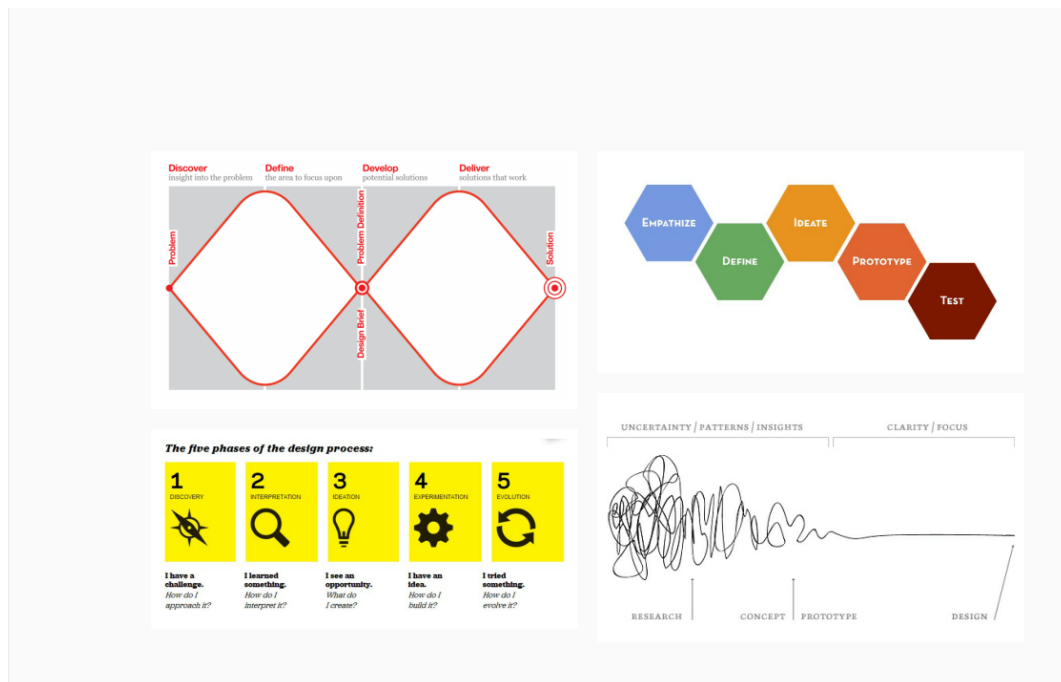 Discover
insight into the problem
Define
the area to focus upon
Develop
potential solutions
Deliver
solutions that work
Problem
Problem Definition
Design Brief
Solution
EMPATHIZE
DEFINE
IDEATE
PROTOTYPE
TEST
The five phases of the design process:
1
DISCOVERY
I have a
challenge.
How do I
approach it?
2
INTERPRETATION
I learned
something.
How do I
interpret it?
3
IDEATION
I see an
opportunity.
What do
I create?
4
EXPERIMENTATION
I have an
idea.
How do I
build it?
5
EVOLUTION
I tried
something.
How do I
evolve it?
UNCERTAINTY / PATTERNS / INSIGHTS
CLARITY / FOCUS
RESEARCH
CONCEPT
PROTOTYPE
DESIGN